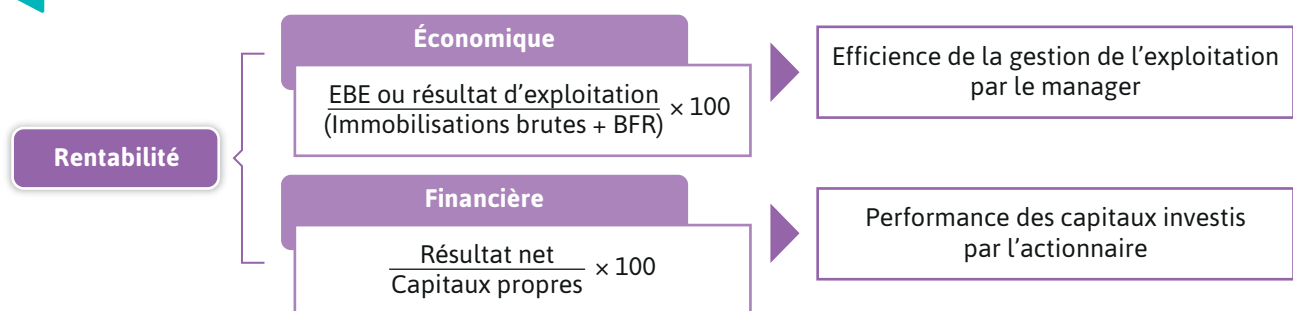 Rentabilité
Économique
EBE ou résultat d’exploitation
(Immobilisations brutes + BFR) × 100
Efficience de la gestion de l’exploitation
par le manager
Financière
Résultat net
Capitaux propres × 100
Performance des capitaux investis
par l’actionnaire